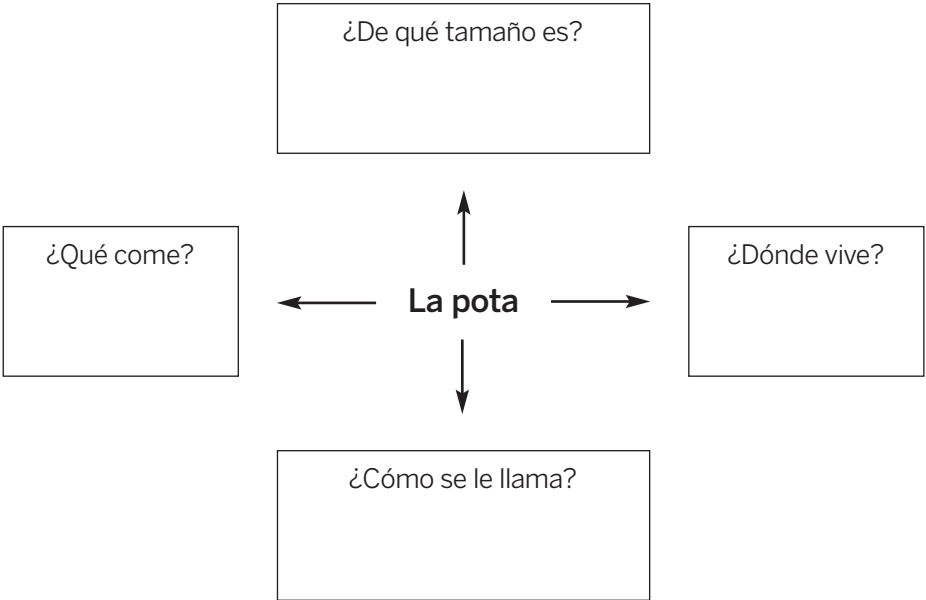 ¿De qué tamaño es?
¿Qué come?
La pota
¿Dónde vive?
¿Cómo se le llama?